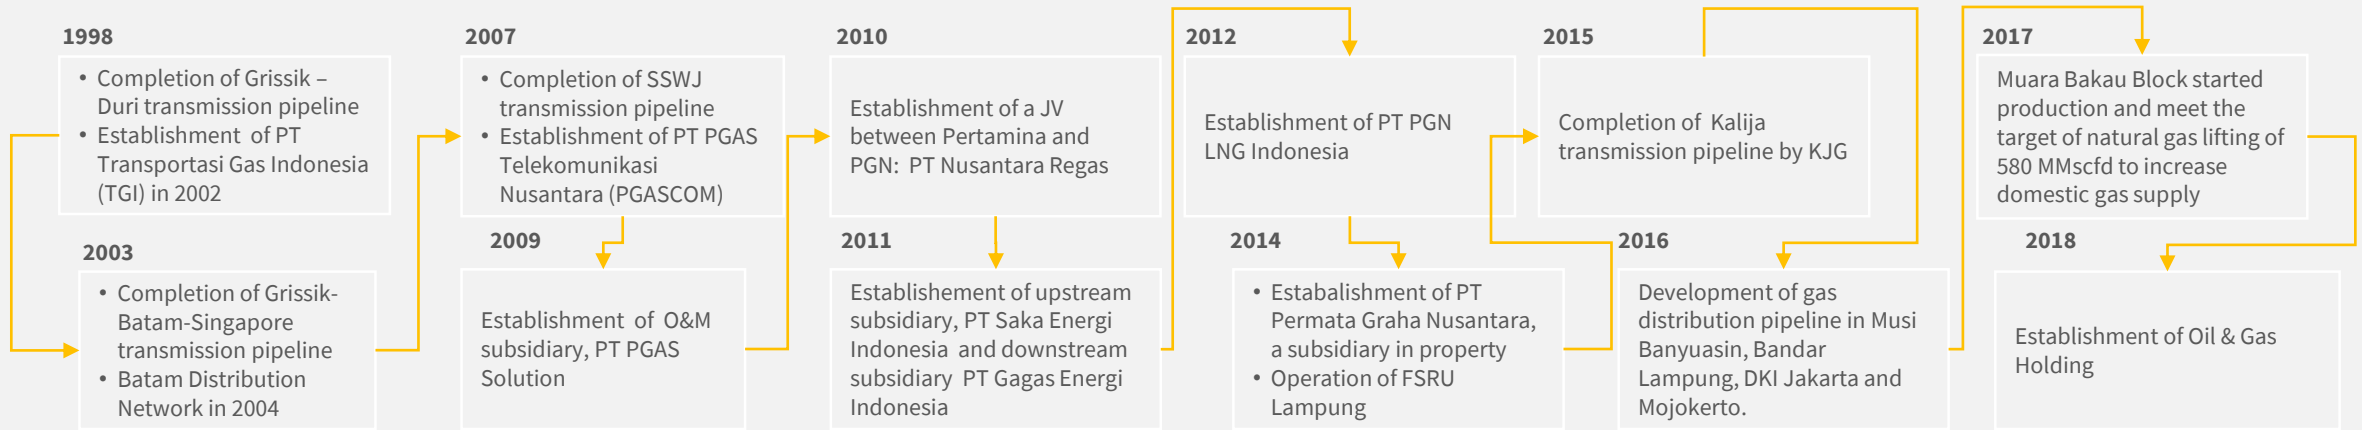 1998
• Completion of Grissik –
Duri transmission pipeline
• Establishment of PT
Transportasi Gas Indonesia
(TGI) in 2002
2003
• Completion of Grissik-
Batam-Singapore
transmission pipeline
• Batam Distribution
Network in 2004
2007
• Completion of SSWJ
transmission pipeline
• Establishment of PT PGAS
Telekomunikasi
Nusantara (PGASCOM)
2009
Establishment of O&M
subsidiary, PT PGAS
Solution
2010
Establishment of a JV
between Pertamina and
PGN: PT Nusantara Regas
2011
Establishement of upstream
subsidiary, PT Saka Energi
Indonesia and downstream
subsidiary PT Gagas Energi
Indonesia
2012
Establishment of PT PGN
LNG Indonesia
2014
• Estabalishment of PT
Permata Graha Nusantara,
a subsidiary in property
• Operation of FSRU
Lampung
2015
Completion of Kalija
transmission pipeline by KJG
2016
Development of gas
distribution pipeline in Musi
Banyuasin, Bandar
Lampung, DKI Jakarta and
Mojokerto.
2017
Muara Bakau Block started
production and meet the
target of natural gas lifting of
580 MMscfd to increase
domestic gas supply
2018
Establishment of Oil & Gas
Holding